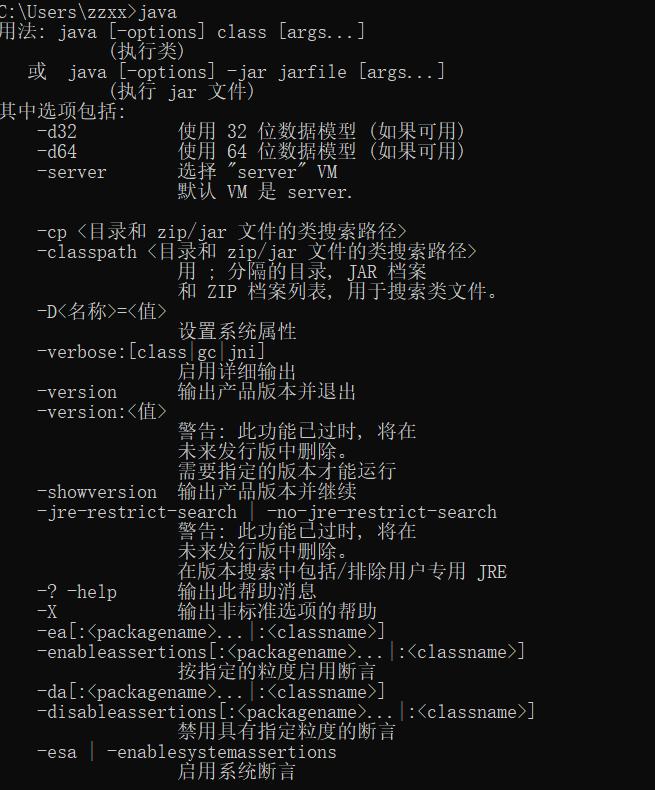 C:\Users\zzxx>java
用法: java [-options] class [args...]
(执行类)
或  java [-options] -jar jarfile [args...]
(执行 jar 文件)
其中选项包括:
-d32 使用 32 位数据模型 (如果可用)
-d64 使用 64 位数据模型 (如果可用)
-server 选择 "server" VM
默认 VM 是 server.
-cp <目录和 zip/jar 文件的类搜索路径>
-classpath <目录和 zip/jar 文件的类搜索路径>
用 ; 分隔的目录, JAR 档案
和 ZIP 档案列表, 用于搜索类文件。
-D<名称>=<值>
设置系统属性
-verbose:[class|gc|jni]
启用详细输出
-version 输出产品版本并退出
-version:<值>
警告: 此功能已过时, 将在
未来发行版中删除。
需要指定的版本才能运行
-showversion 输出产品版本并继续
-jre-restrict-search | -no-jre-restrict-search
警告: 此功能已过时, 将在
未来发行版中删除。
在版本搜索中包括/排除用户专用 JRE
-? -help 输出此帮助消息
-X 输出非标准选项的帮助
-ea[:<packagename>...|:<classname>]
-enableassertions[:<packagename>...|:<classname>]
按指定的粒度启用断言
-da[:<packagename>...|:<classname>]
-disableassertions[:<packagename>...|:<classname>]
禁用具有指定粒度的断言
-esa | -enablesystemassertions
启用系统断言